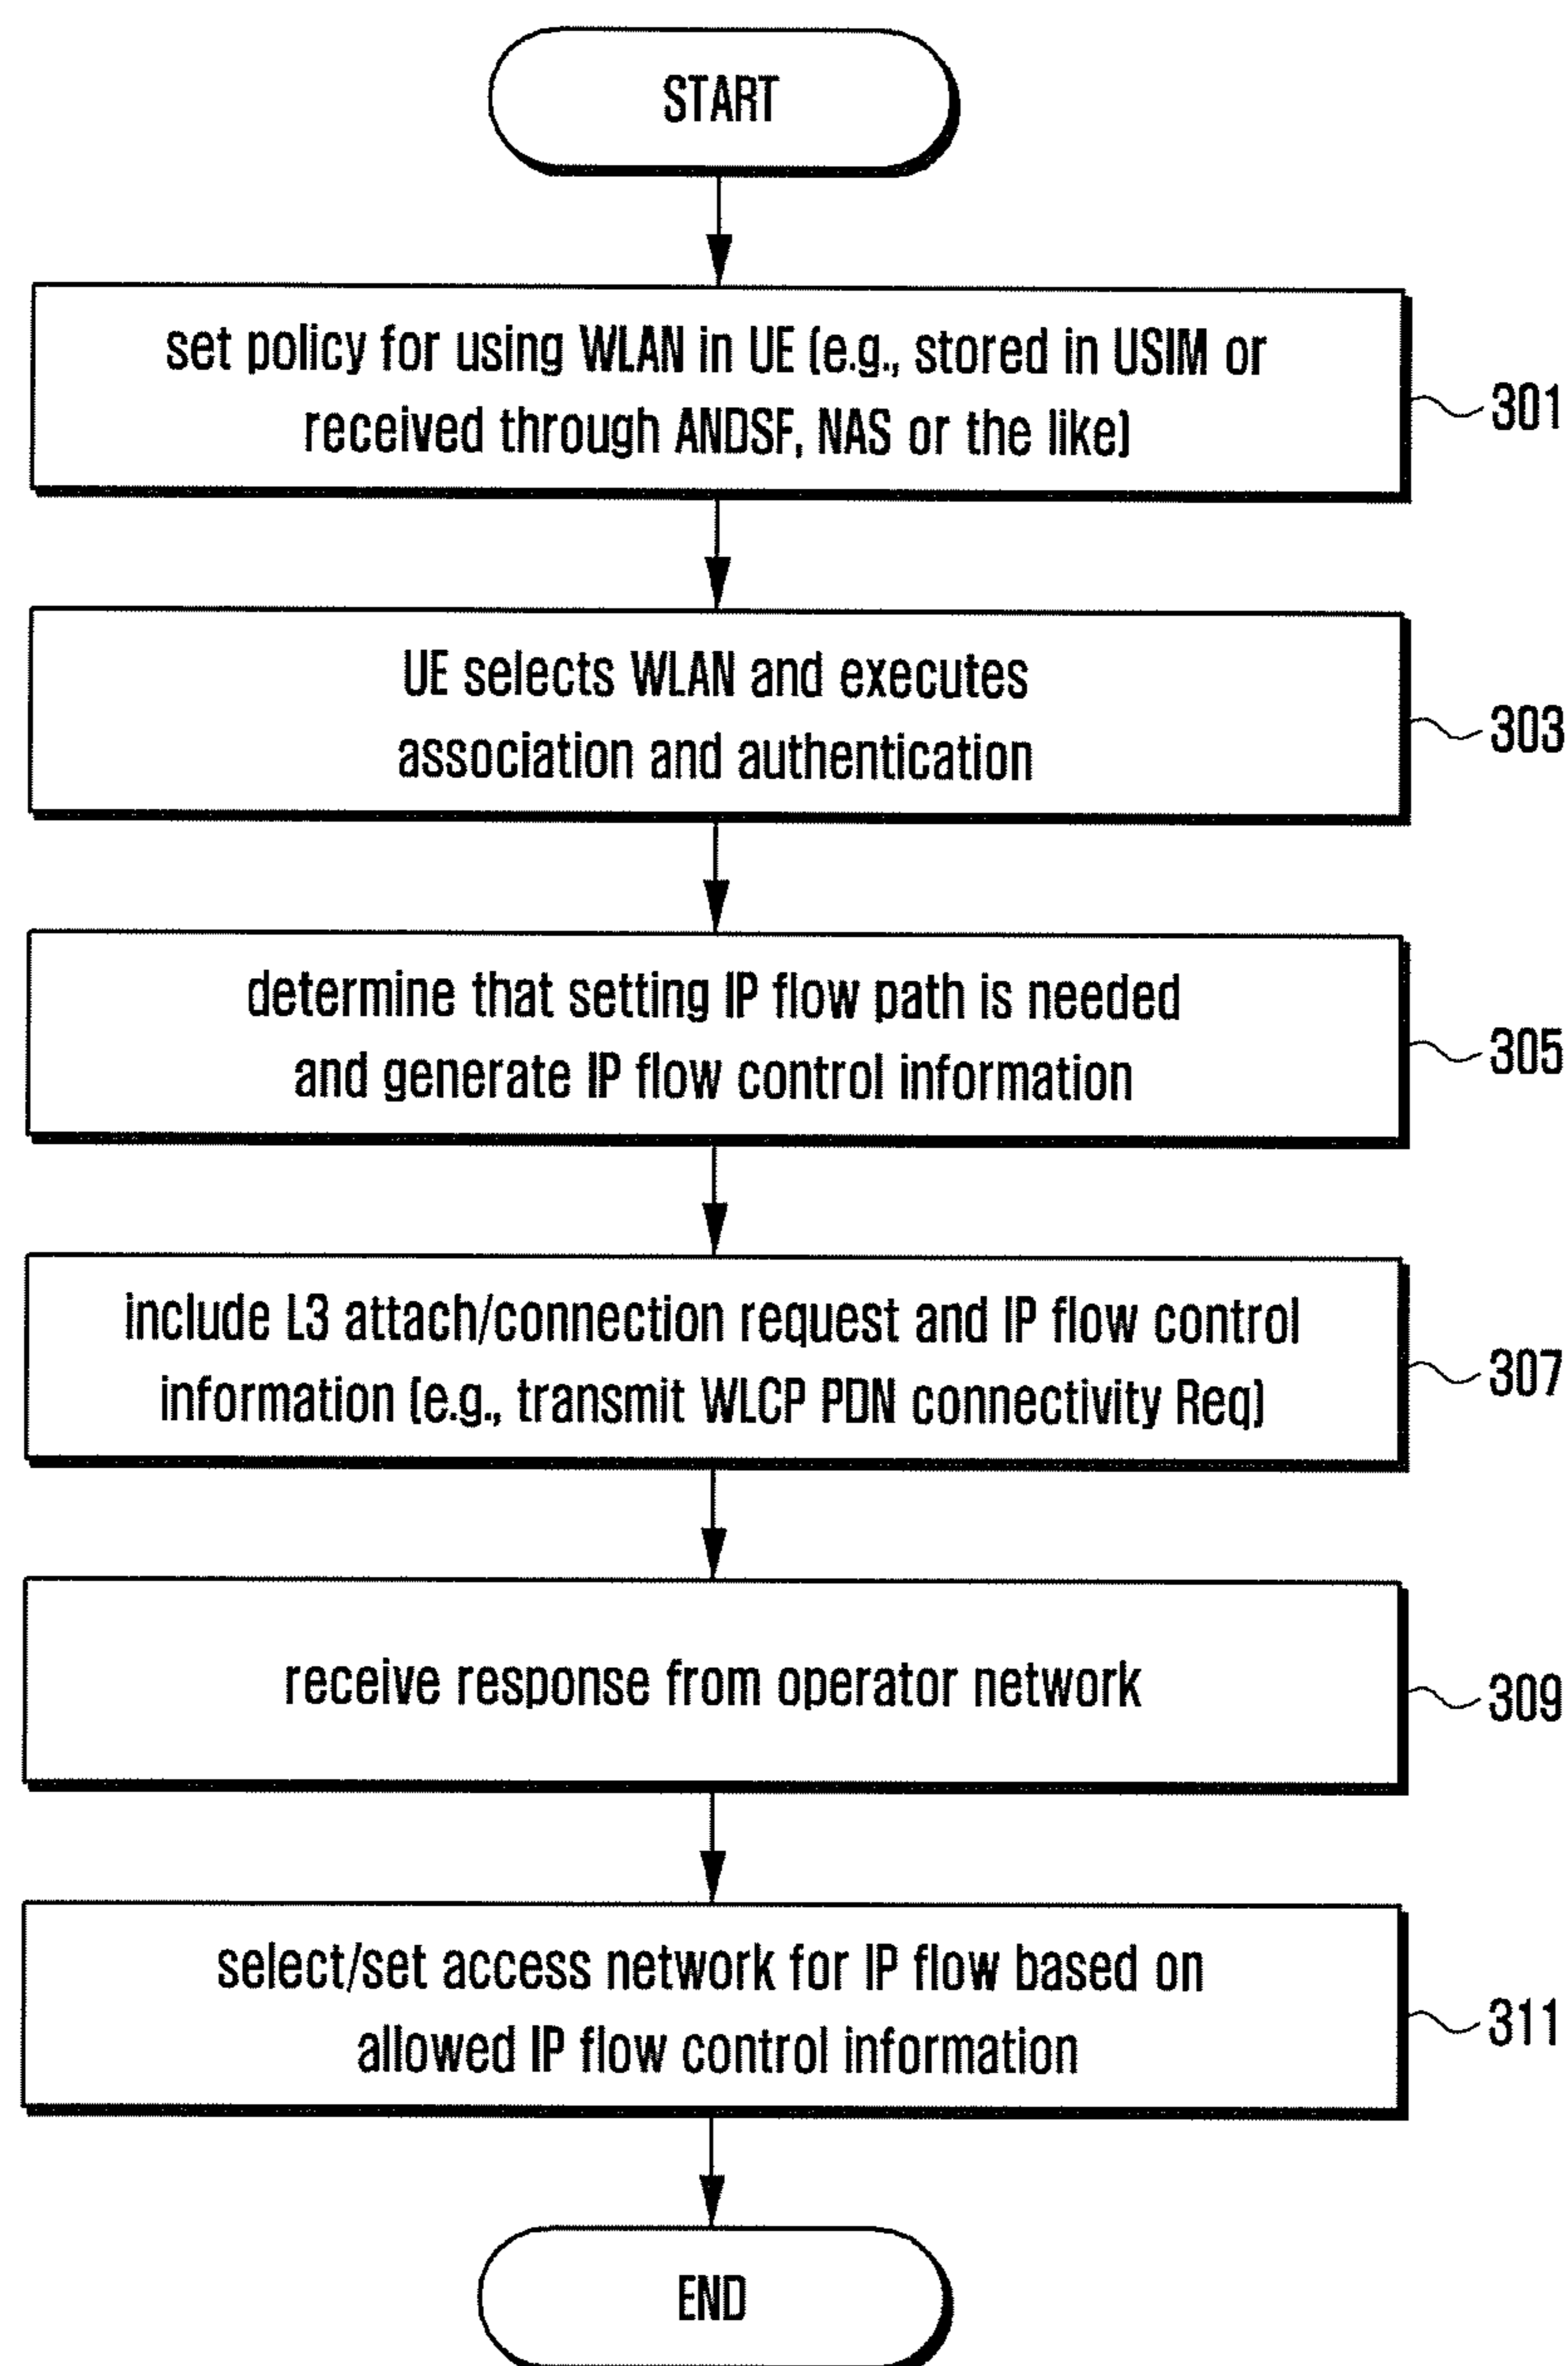 START
set policy for using WLAN in UE (e.g., stored in USIM or
received through ANDSF, NAS or the like)
301
UE selects WLAN and executes
association and authentication
303
determine that setting IP flow path is needed
and generate IP flow control information
305
include L3 attach/connection request and IP flow control
information (e.g., transmit WLCP PDN connectivity Req)
307
receive response from operator network
309
select/set access network for IP flow based on
allowed IP flow control information
311
END